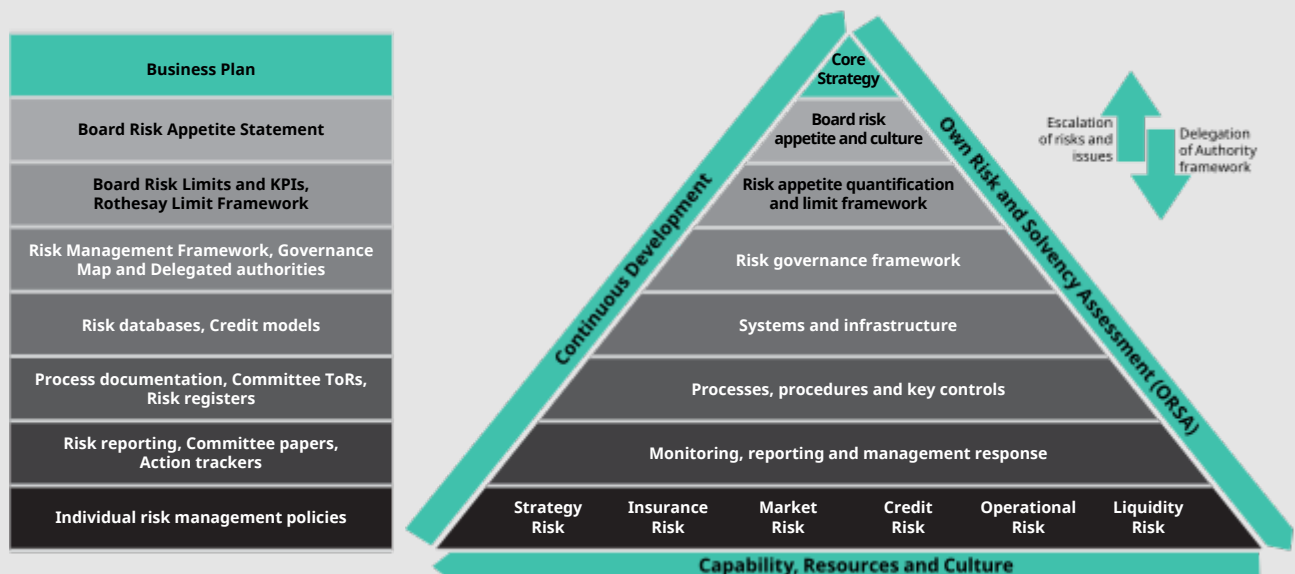 Business Plan
Board Risk Appetite Statement
Board Risk Limits and KPIs,
Rothesay Limit Framework
Risk Management Framework, Governance
Map and Delegated authorities
Risk databases, Credit models
Process documentation, Committee ToRs,
Risk registers
Risk reporting, Committee papers,
Action trackers
Individual risk management policies
Continuous Development
Core
Strategy
Board risk
appetite and culture
Risk appetite quantification
and limit framework
Risk governance framework
Systems and infrastructure
Processes, procedures and key controls
Monitoring, reporting and management response
Strategy
Risk
Insurance
Risk
Market
Risk
Credit
Risk
Operational
Risk
Liquidity
Risk
Own Risk and Solvency Assessment (ORSA)
Capability, Resources and Culture
Escalation
of risks and
issues
Delegation
of Authority
framework